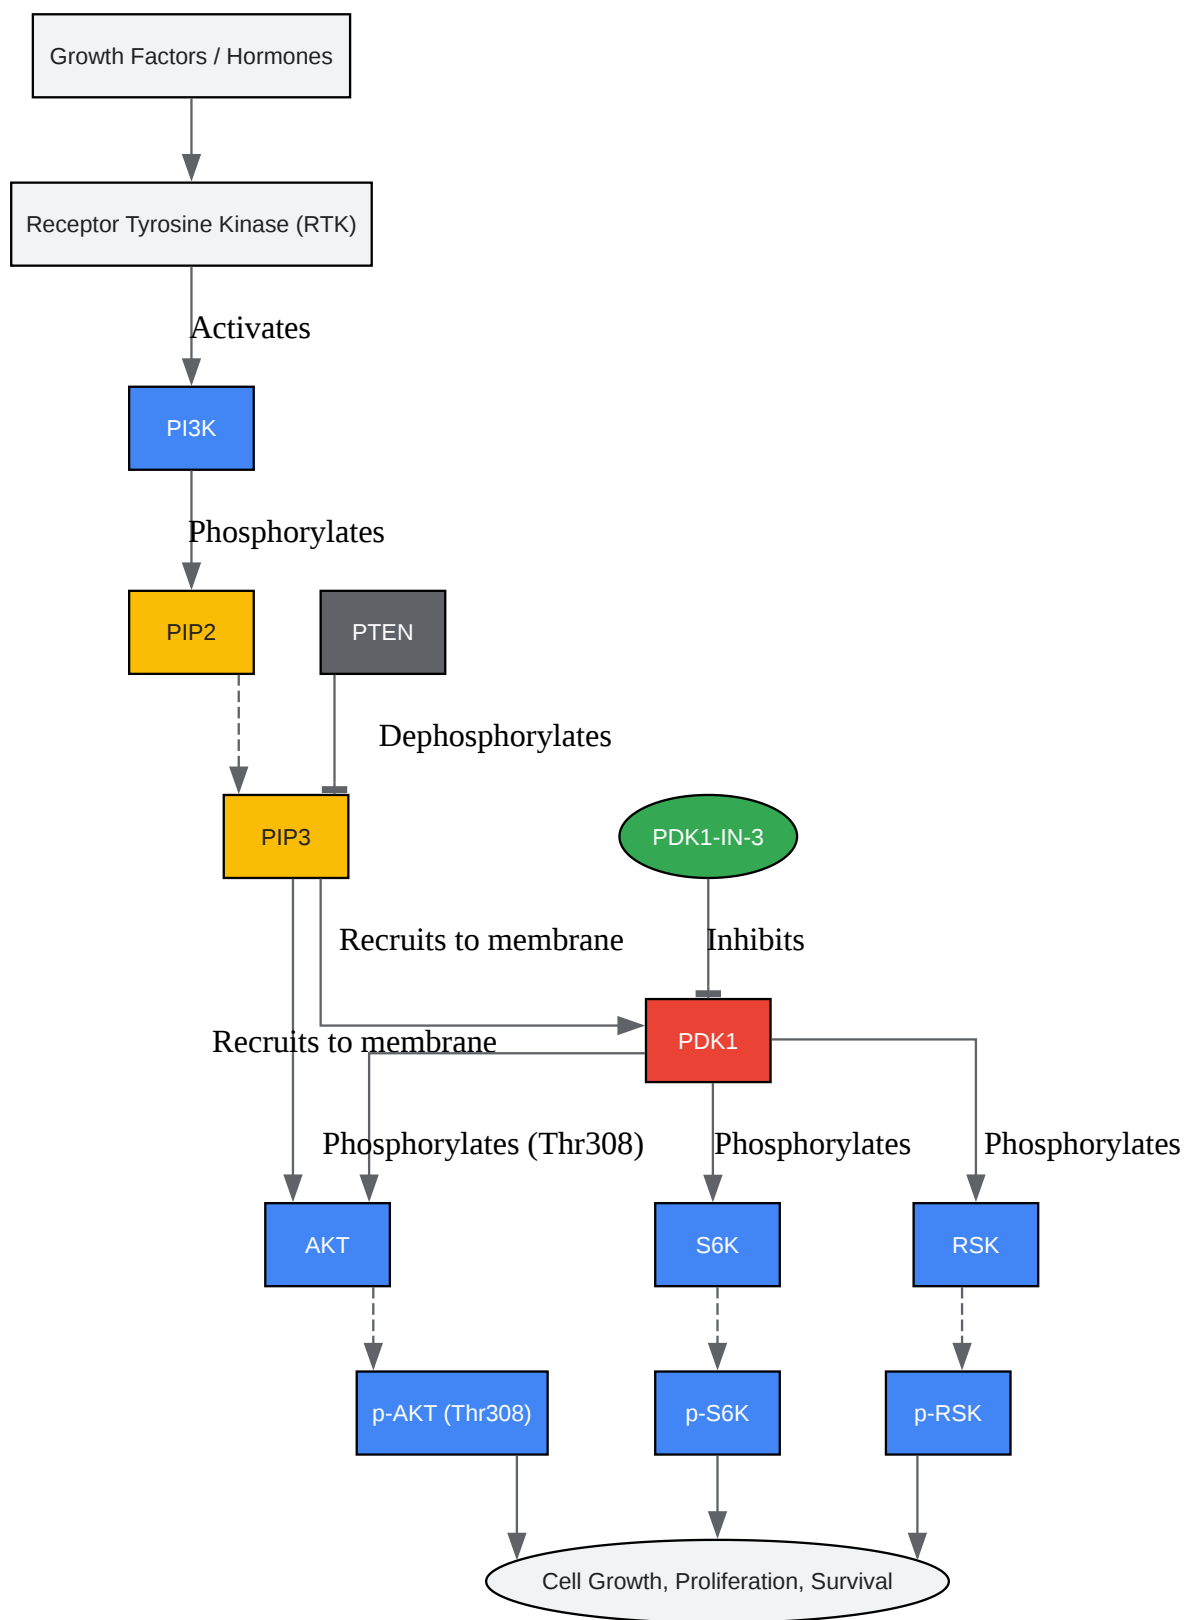 Growth Factors / Hormones
Receptor Tyrosine Kinase (RTK)
Activates
PI3K
Phosphorylates
PIP2
PTEN
Dephosphorylates
PIP3
PDK1-IN-3
Recruits to membrane
Inhibits
Recruits to membrane
PDK1
Phosphorylates (Thr308)
Phosphorylates
Phosphorylates
AKT
S6K
RSK
p-AKT (Thr308)
p-S6K
p-RSK
Cell Growth, Proliferation, Survival